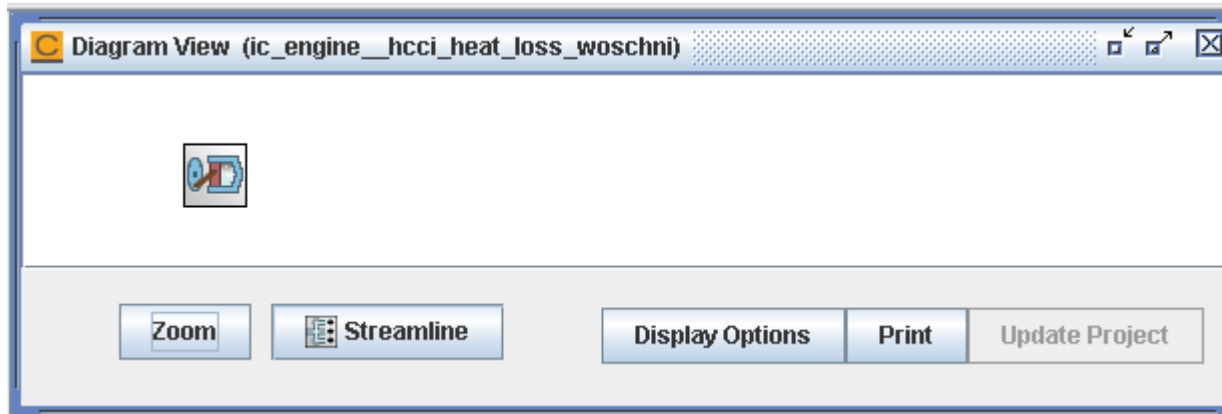 C Diagram View (ic_engine__hcci_heat_loss_woschni)
Zoom Streamline Display Options Print Update Project